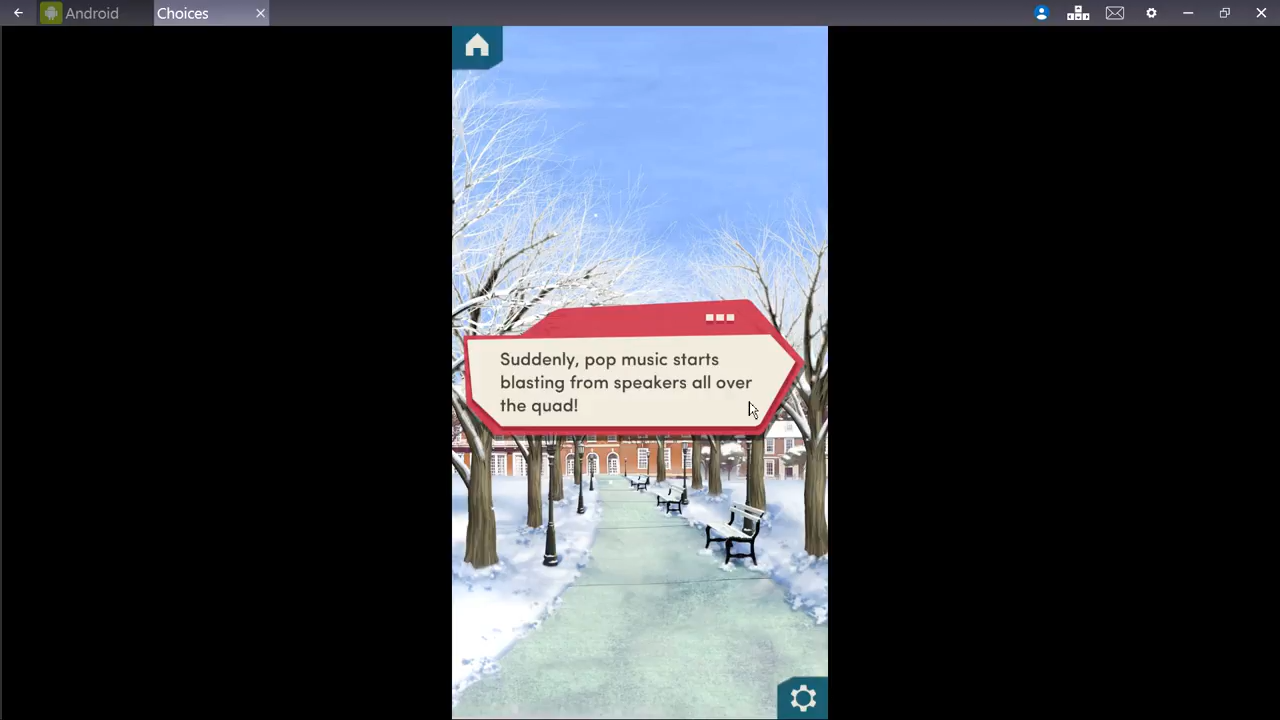 Android
Choices
Suddenly, pop music starts
blasting from speakers all over
the quad!